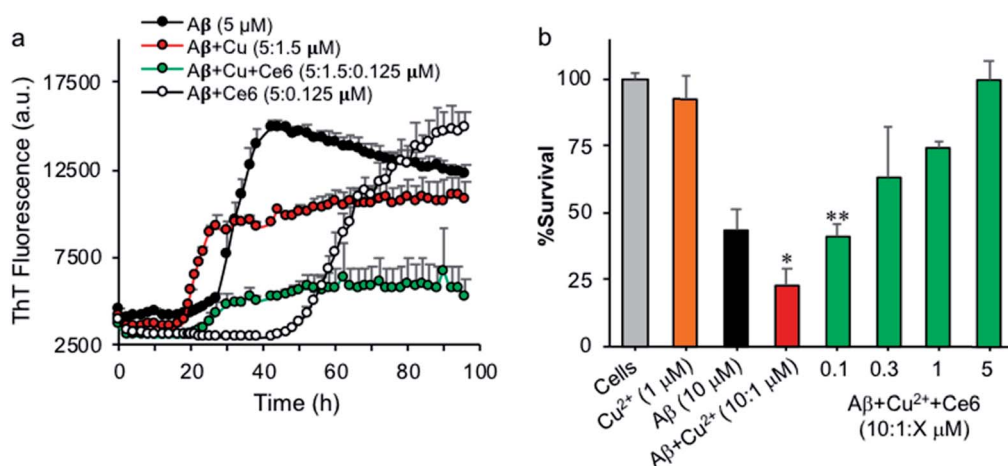 a
Aβ (5 µM)
Aβ+Cu (5:1.5 µM)
Aβ+Cu+Ce6 (5:1.5:0.125 µM)
Aβ+Ce6 (5:0.125 µM)
ThT Fluorescence (a.u.)
17500
12500
7500
2500
0 20 40 60 80 100
Time (h)
b
%Survival
100
75
50
25
0
**
*
Cells
Cu²⁺ (1 µM)
Aβ (10 µM)
Aβ+Cu²⁺ (10:1 µM)
0.1 0.3 1 5
Aβ+Cu²⁺+Ce6
(10:1:X µM)